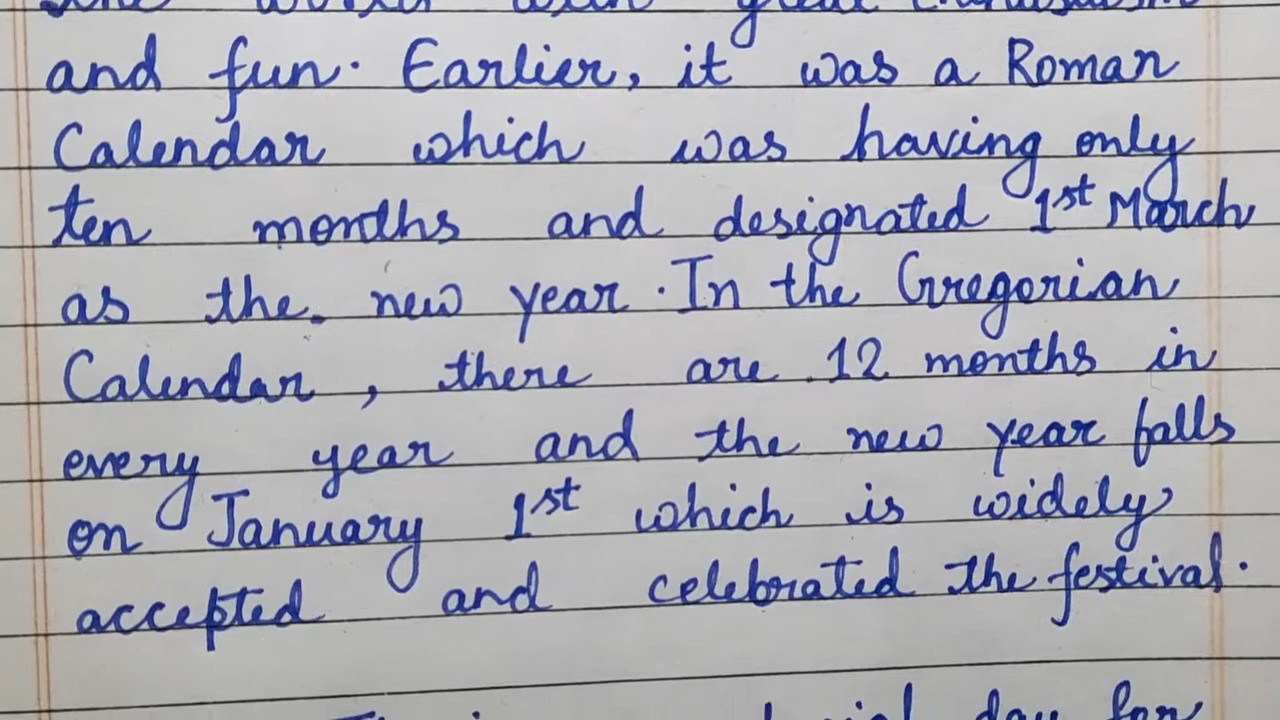 and fun. Earlier, it was a Roman
Calendar which was having only
ten months and designated 1st March
as the new year. In the Gregorian
Calendar, there are 12 months in
every year and the new year falls
on January 1st which is widely
accepted and celebrated the festival.
day for